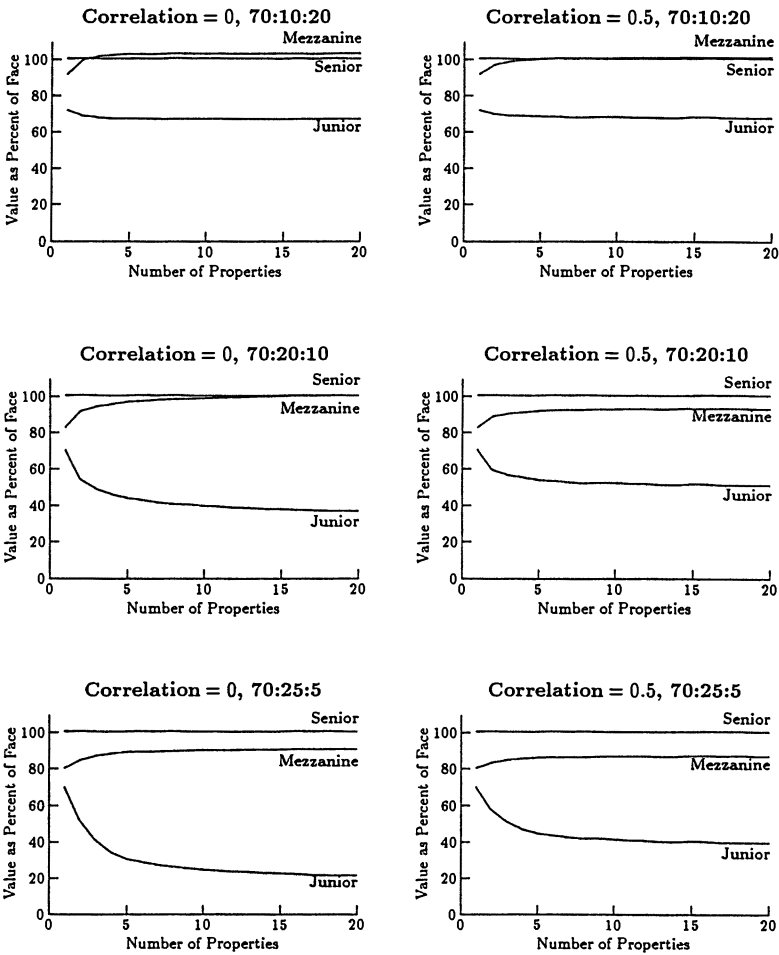 Correlation = 0, 70:10:20
Value as Percent of Face
100
80
60
40
20
0
Mezzanine
Senior
Junior
0 5 10 15 20
Number of Properties
Correlation = 0.5, 70:10:20
Value as Percent of Face
100
80
60
40
20
0
Mezzanine
Senior
Junior
0 5 10 15 20
Number of Properties
Correlation = 0, 70:20:10
Value as Percent of Face
100
80
60
40
20
0
Senior
Mezzanine
Junior
0 5 10 15 20
Number of Properties
Correlation = 0.5, 70:20:10
Value as Percent of Face
100
80
60
40
20
0
Senior
Mezzanine
Junior
0 5 10 15 20
Number of Properties
Correlation = 0, 70:25:5
Value as Percent of Face
100
80
60
40
20
0
Senior
Mezzanine
Junior
0 5 10 15 20
Number of Properties
Correlation = 0.5, 70:25:5
Value as Percent of Face
100
80
60
40
20
0
Senior
Mezzanine
Junior
0 5 10 15 20
Number of Properties